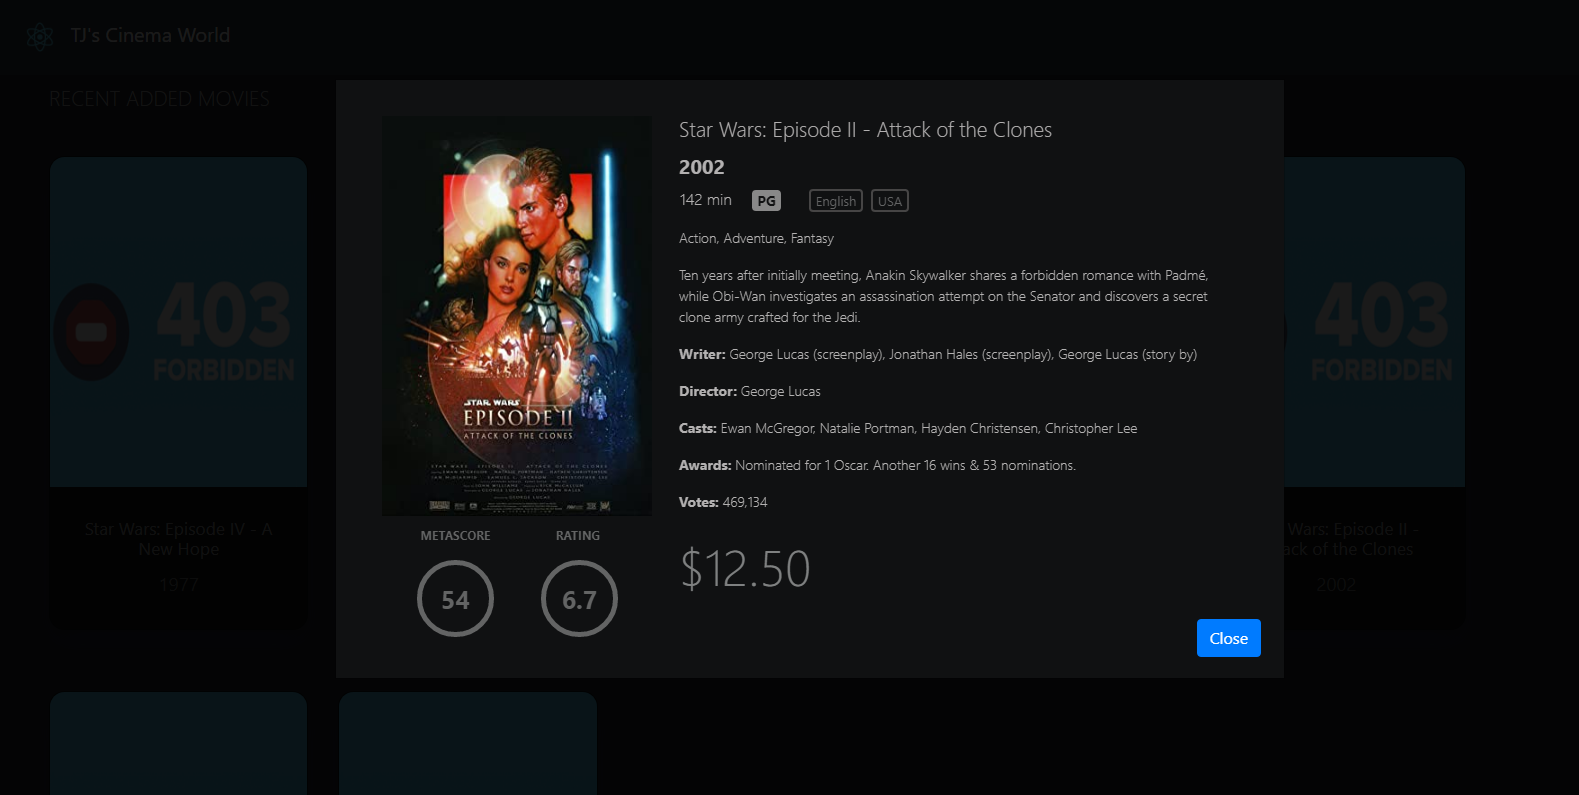 TJ's Cinema World
RECENT ADDED MOVIES
403
FORBIDDEN
Star Wars: Episode IV - A
New Hope
1977
STAR WARS
EPISODE II
ATTACK OF THE CLONES
METASCORE
RATING
54
6.7
Star Wars: Episode II - Attack of the Clones
2002
142 min PG English USA
Action, Adventure, Fantasy
Ten years after initially meeting, Anakin Skywalker shares a forbidden romance with Padmé,
while Obi-Wan investigates an assassination attempt on the Senator and discovers a secret
clone army crafted for the Jedi.
Writer: George Lucas (screenplay), Jonathan Hales (screenplay), George Lucas (story by)
Director: George Lucas
Casts: Ewan McGregor, Natalie Portman, Hayden Christensen, Christopher Lee
Awards: Nominated for 1 Oscar. Another 16 wins & 53 nominations.
Votes: 469,134
$12.50
Close
403
FORBIDDEN
Wars: Episode II -
ack of the Clones
2002